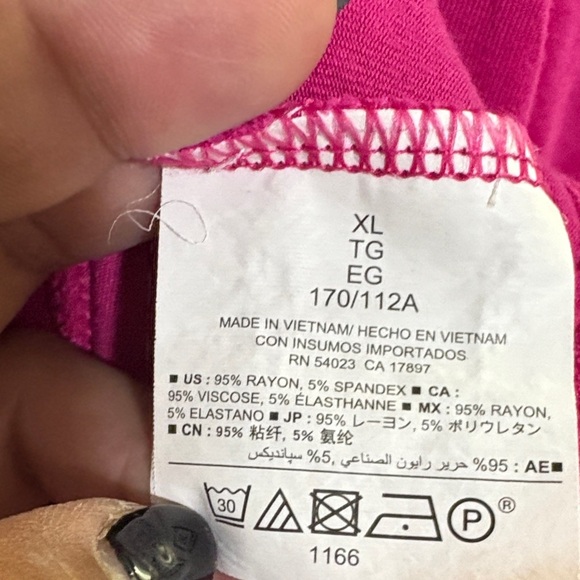 XL
TG
EG
170/112A
MADE IN VIETNAM/ HECHO EN VIETNAM
CON INSUMOS IMPORTADOS
RN 54023 CA 17897
■ US : 95% RAYON, 5% SPANDEX ■ CA :
95% VISCOSE, 5% ÉLASTHANNE ■ MX : 95% RAYON,
5% ELASTANO ■ JP : 95% レーヨン, 5% ポリウレタン
■ CN : 95% 粘纤, 5% 氨纶
■AE : 95% حرير رايون الصناعي, 5% سپانديكس
30
P ®
1166